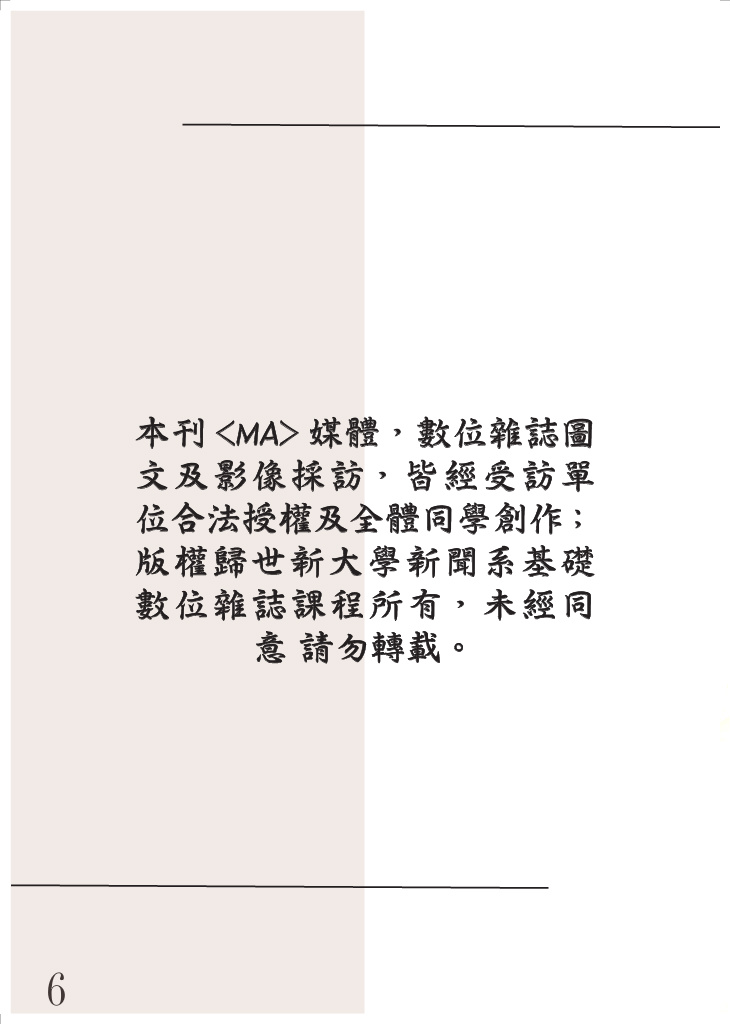 本刊 <MA> 媒體，數位雜誌圖
文及影像採訪，皆經受訪單
位合法授權及全體同學創作；
版權歸世新大學新聞系基礎
數位雜誌課程所有，未經同
意 請勿轉載。
6